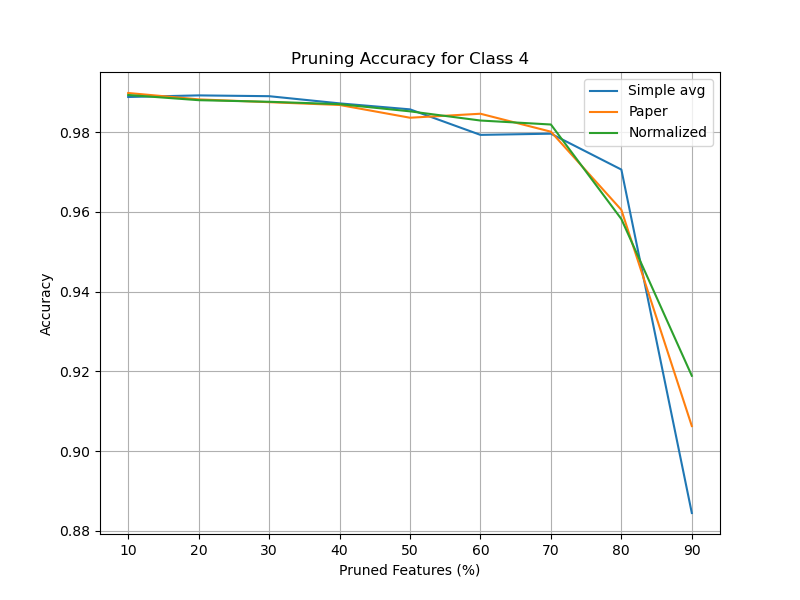 Pruning Accuracy for Class 4
Simple avg
Paper
Normalized
Accuracy
0.98
0.96
0.94
0.92
0.90
0.88
10 20 30 40 50 60 70 80 90
Pruned Features (%)